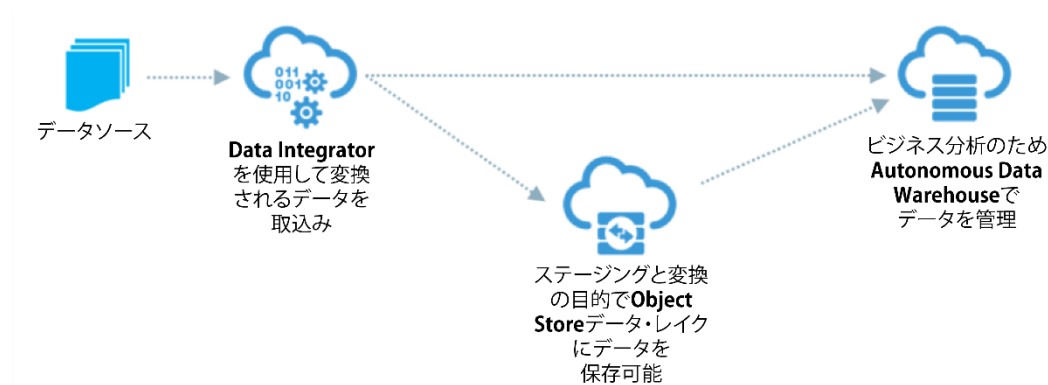 データソース
011
001
10
Data Integrator
を使用して変換
されるデータを
取込み
ステージングと変換
の目的でObject
Storeデータ・レイク
にデータを
保存可能
ビジネス分析のため
Autonomous Data
Warehouseで
データを管理